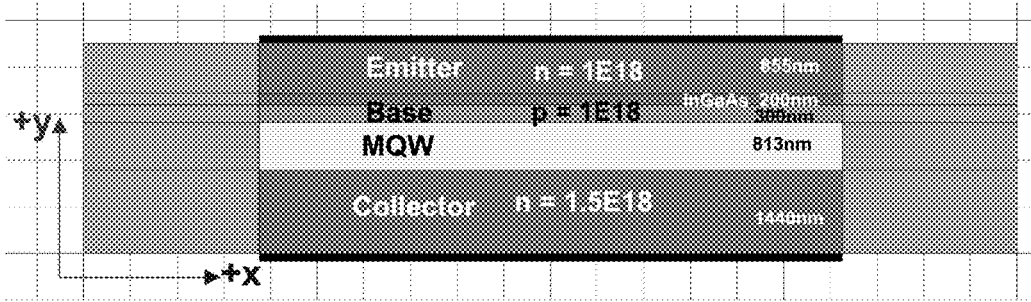 Emitter n = 1E18 855nm
InGaAs 200nm
+y Base p = 1E18 300nm
MQW 813nm
Collector n = 1.5E18 1440nm
+x